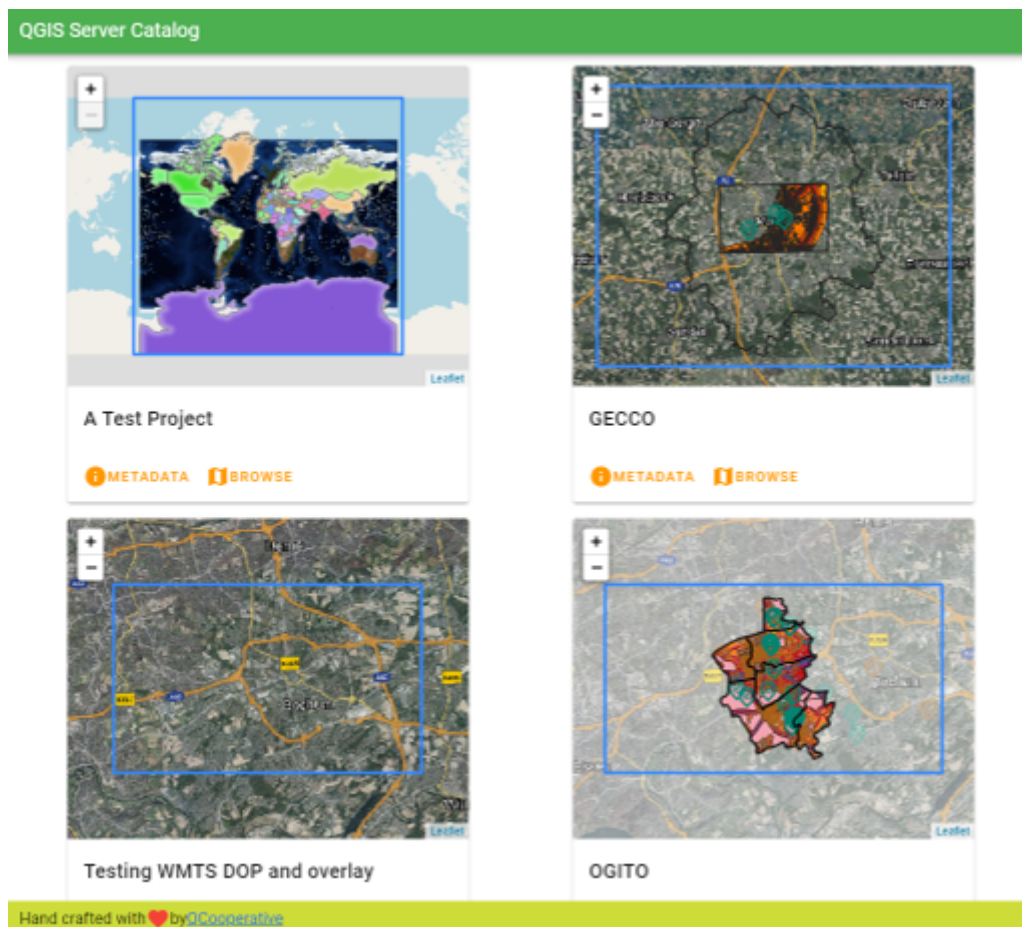 QGIS Server Catalog
+
−
Leaflet
A Test Project
METADATA BROWSE
+
−
Leaflet
GECCO
METADATA BROWSE
+
−
Leaflet
Testing WMTS DOP and overlay
+
−
Leaflet
OGITO
Hand crafted with by QCooperative